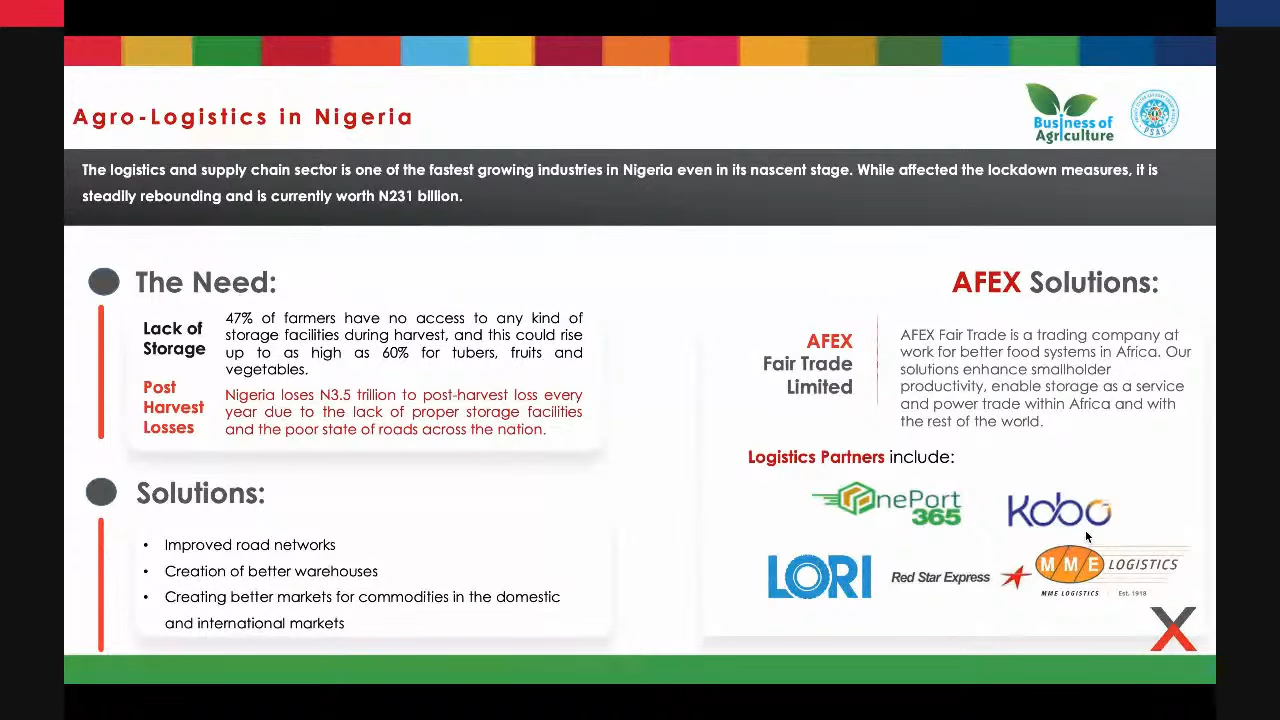 Agro-Logistics in Nigeria
Business of
Agriculture
PSAG
The logistics and supply chain sector is one of the fastest growing industries in Nigeria even in its nascent stage. While affected the lockdown measures, it is
steadily rebounding and is currently worth N231 billion.
The Need:
Lack of
Storage
47% of farmers have no access to any kind of
storage facilities during harvest, and this could rise
up to as high as 60% for tubers, fruits and
vegetables.
Post
Harvest
Losses
Nigeria loses N3.5 trillion to post-harvest loss every
year due to the lack of proper storage facilities
and the poor state of roads across the nation.
Solutions:
• Improved road networks
• Creation of better warehouses
• Creating better markets for commodities in the domestic
and international markets
AFEX Solutions:
AFEX
Fair Trade
Limited
AFEX Fair Trade is a trading company at
work for better food systems in Africa. Our
solutions enhance smallholder
productivity, enable storage as a service
and power trade within Africa and with
the rest of the world.
Logistics Partners include:
OnePort
365
Kobo
LORI
Red Star Express
MME LOGISTICS
MME LOGISTICS | Est. 1918